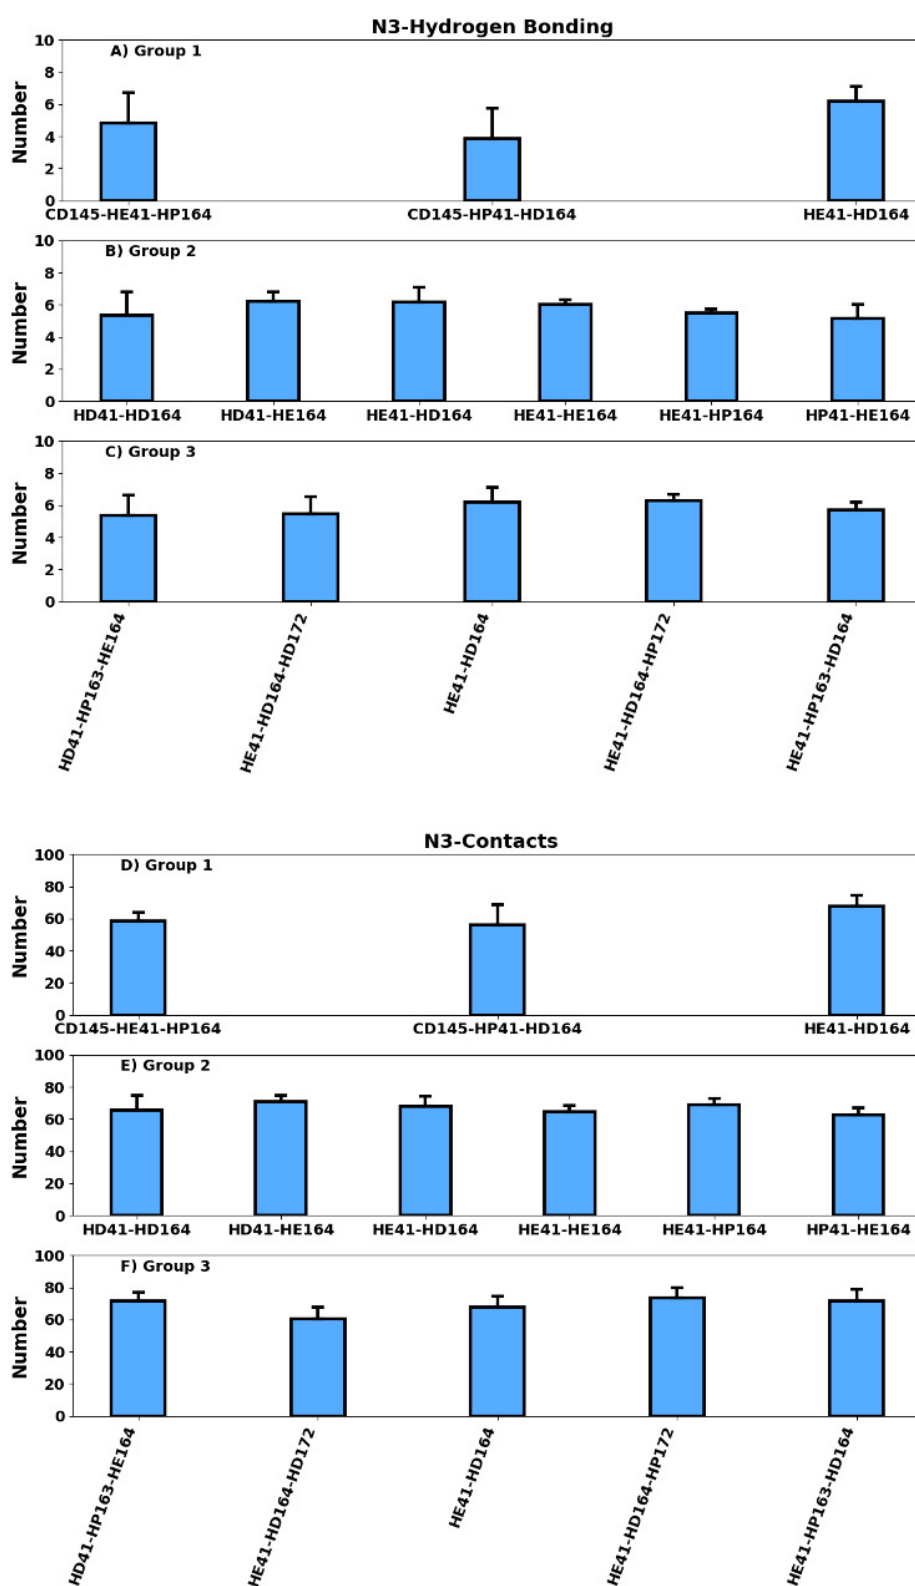 N3-Hydrogen Bonding
A) Group 1
Number
10
8
6
4
2
0
CD145-HE41-HP164 CD145-HP41-HD164 HE41-HD164
B) Group 2
Number
10
8
6
4
2
0
HD41-HD164 HD41-HE164 HE41-HD164 HE41-HE164 HE41-HP164 HP41-HE164
C) Group 3
Number
10
8
6
4
2
0
HD41-HP163-HE164
HE41-HD164-HD172
HE41-HD164
HE41-HD164-HP172
HE41-HP163-HD164
N3-Contacts
D) Group 1
Number
100
80
60
40
20
0
CD145-HE41-HP164 CD145-HP41-HD164 HE41-HD164
E) Group 2
Number
100
80
60
40
20
0
HD41-HD164 HD41-HE164 HE41-HD164 HE41-HE164 HE41-HP164 HP41-HE164
F) Group 3
Number
100
80
60
40
20
0
HD41-HP163-HE164
HE41-HD164-HD172
HE41-HD164
HE41-HD164-HP172
HE41-HP163-HD164